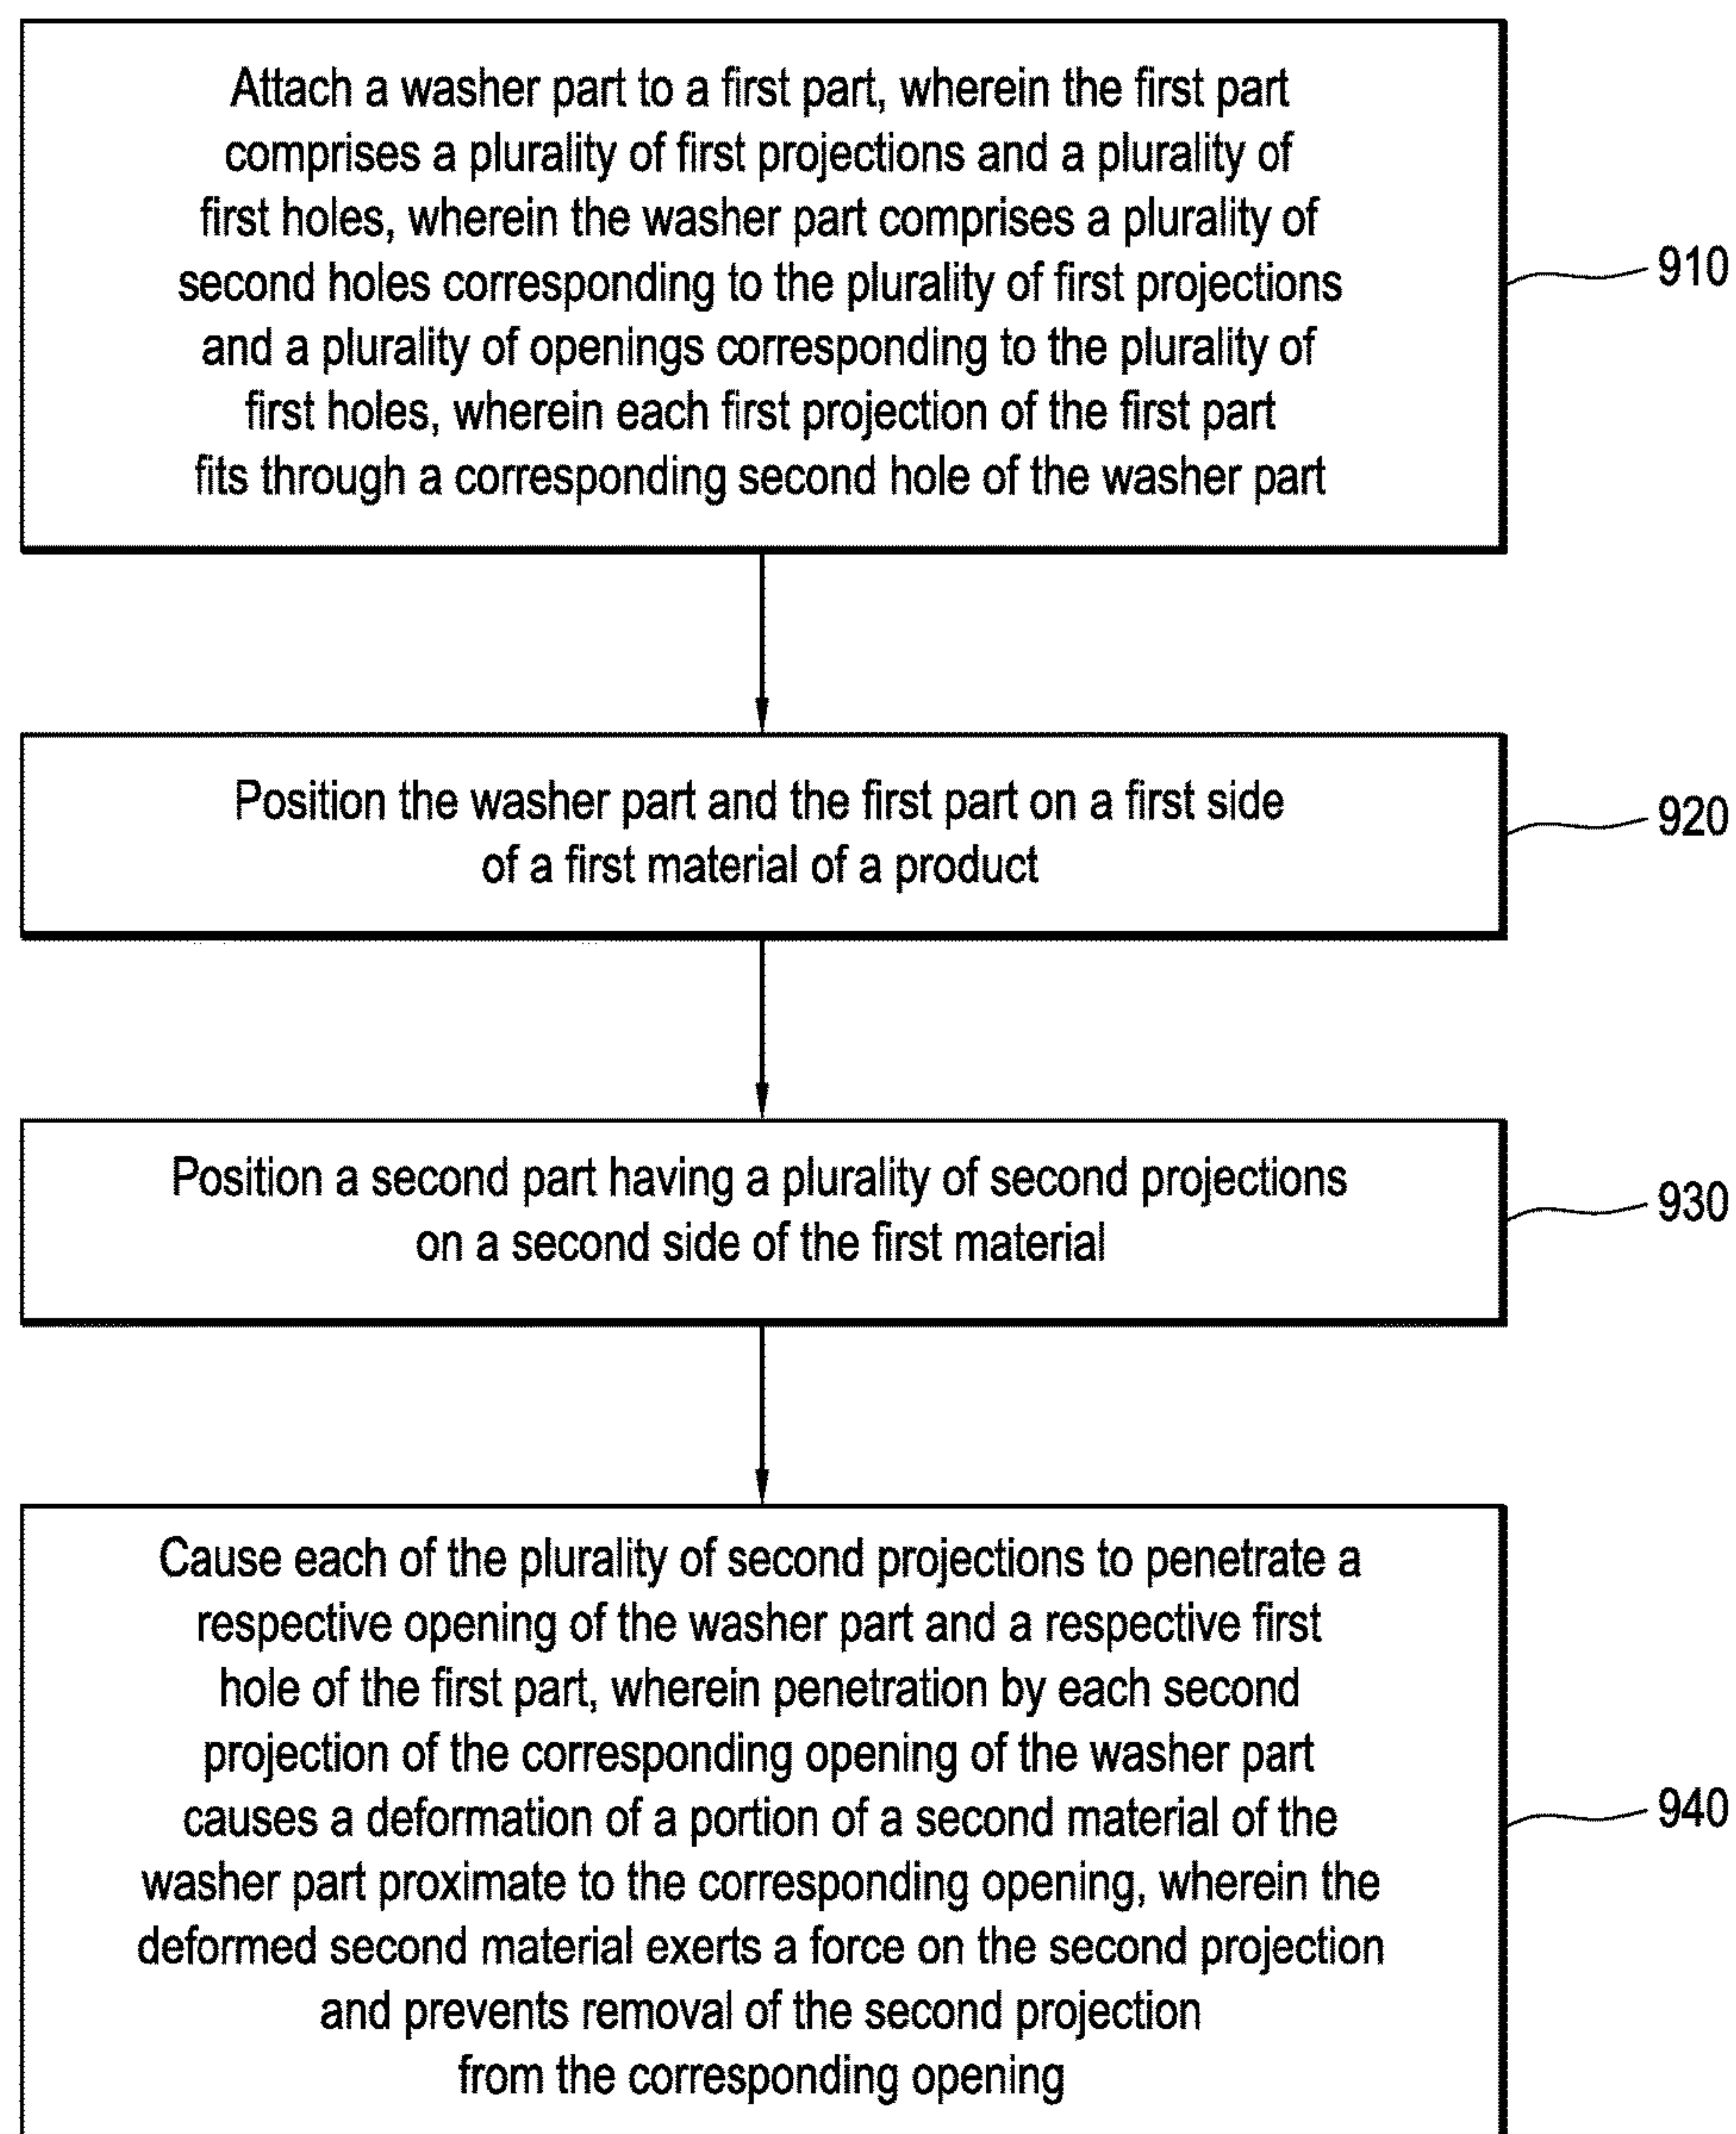 Attach a washer part to a first part, wherein the first part
comprises a plurality of first projections and a plurality of
first holes, wherein the washer part comprises a plurality of
second holes corresponding to the plurality of first projections
and a plurality of openings corresponding to the plurality of
first holes, wherein each first projection of the first part
fits through a corresponding second hole of the washer part
910
Position the washer part and the first part on a first side
of a first material of a product
920
Position a second part having a plurality of second projections
on a second side of the first material
930
Cause each of the plurality of second projections to penetrate a
respective opening of the washer part and a respective first
hole of the first part, wherein penetration by each second
projection of the corresponding opening of the washer part
causes a deformation of a portion of a second material of the
washer part proximate to the corresponding opening, wherein the
deformed second material exerts a force on the second projection
and prevents removal of the second projection
from the corresponding opening
940